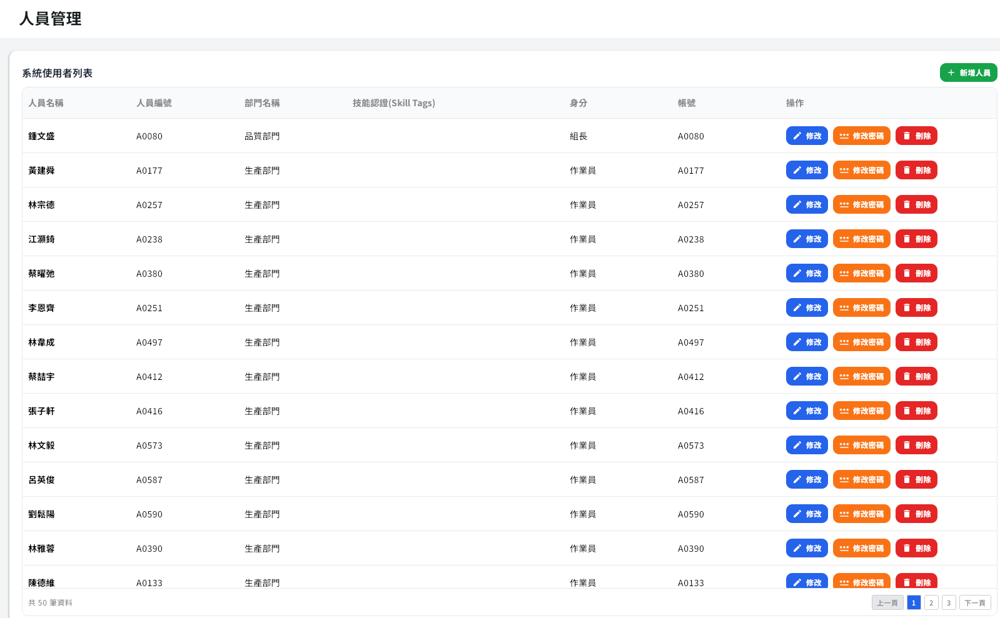 人員管理
系統使用者列表
新增人員
人員名稱 人員編號 部門名稱 技能認證(Skill Tags) 身分 帳號 操作
鍾文盛 A0080 品質部門 組長 A0080 修改 修改密碼 刪除
黃建舜 A0177 生產部門 作業員 A0177 修改 修改密碼 刪除
林宗德 A0257 生產部門 作業員 A0257 修改 修改密碼 刪除
江灝錡 A0238 生產部門 作業員 A0238 修改 修改密碼 刪除
蔡曜弛 A0380 生產部門 作業員 A0380 修改 修改密碼 刪除
李恩齊 A0251 生產部門 作業員 A0251 修改 修改密碼 刪除
林韋成 A0497 生產部門 作業員 A0497 修改 修改密碼 刪除
蔡喆宇 A0412 生產部門 作業員 A0412 修改 修改密碼 刪除
張子軒 A0416 生產部門 作業員 A0416 修改 修改密碼 刪除
林文毅 A0573 生產部門 作業員 A0573 修改 修改密碼 刪除
呂英俊 A0587 生產部門 作業員 A0587 修改 修改密碼 刪除
劉鬆陽 A0590 生產部門 作業員 A0590 修改 修改密碼 刪除
林雅蓉 A0390 生產部門 作業員 A0390 修改 修改密碼 刪除
陳德維 A0133 生產部門 作業員 A0133 修改 修改密碼 刪除
共 50 筆資料 上一頁 1 2 3 下一頁